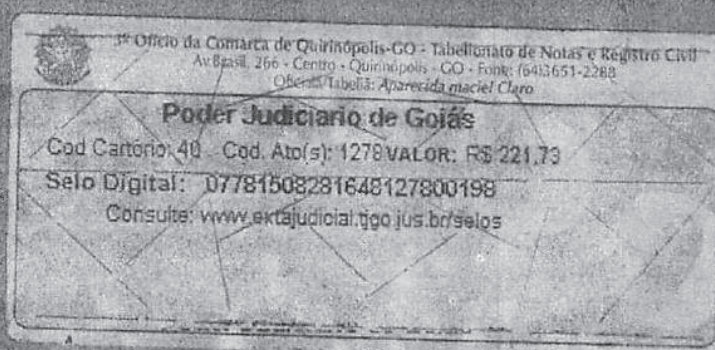 3º Ofício da Comarca de Quirinópolis-GO - Tabelionato de Notas e Registro Civil
Av.Brasil, 266 - Centro - Quirinópolis - GO - Fone: (64)3651-2288
Oficial/Tabeliã: Aparecida maciel Claro
Poder Judiciario de Goiás
Cod Cartorio: 40 Cod. Ato(s): 1278 VALOR: R$ 221,73
Selo Digital: 07781508281648127800198
Consulte: www.extajudicial.tjgo.jus.br/selos